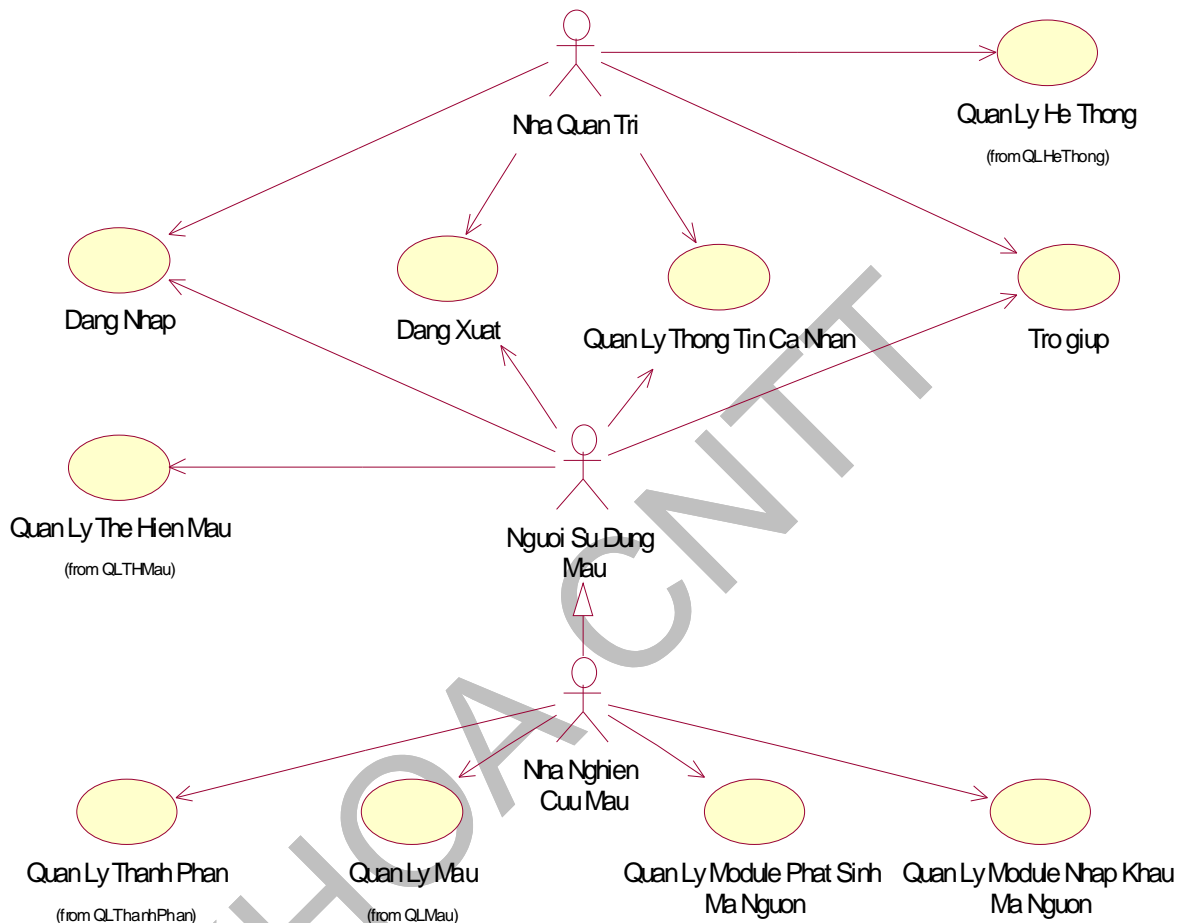 Nha Quan Tri
Quan Ly He Thong
(from QLHeThong)
Dang Nhap
Dang Xuat
Quan Ly Thong Tin Ca Nhan
Tro giup
Quan Ly The Hien Mau
(from QLTHMau)
Nguoi Su Dung
Mau
Nha Nghien
Cuu Mau
Quan Ly Thanh Phan
(from QLThanhPhan)
Quan Ly Mau
(from QLMau)
Quan Ly Module Phat Sinh
Ma Nguon
Quan Ly Module Nhap Khau
Ma Nguon
HOA CNTT